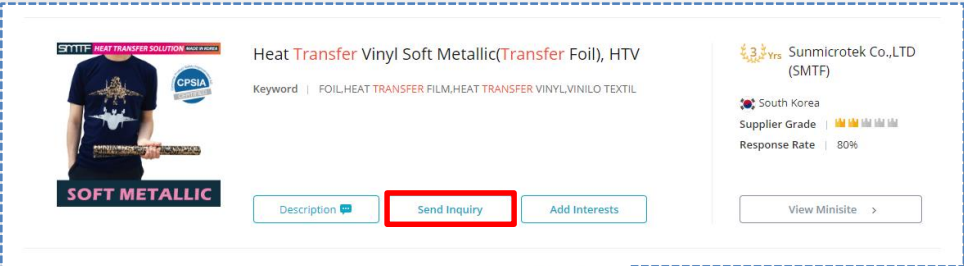 SMTF HEAT TRANSFER SOLUTION MADE IN KOREA
CPSIA
CERTIFIED
SOFT METALLIC
Heat Transfer Vinyl Soft Metallic(Transfer Foil), HTV
Keyword | FOIL,HEAT TRANSFER FILM,HEAT TRANSFER VINYL,VINILO TEXTIL
Description
Send Inquiry
Add Interests
3 Yrs Sunmicrotek Co.,LTD
(SMTF)
South Korea
Supplier Grade |
Response Rate | 80%
View Minisite >